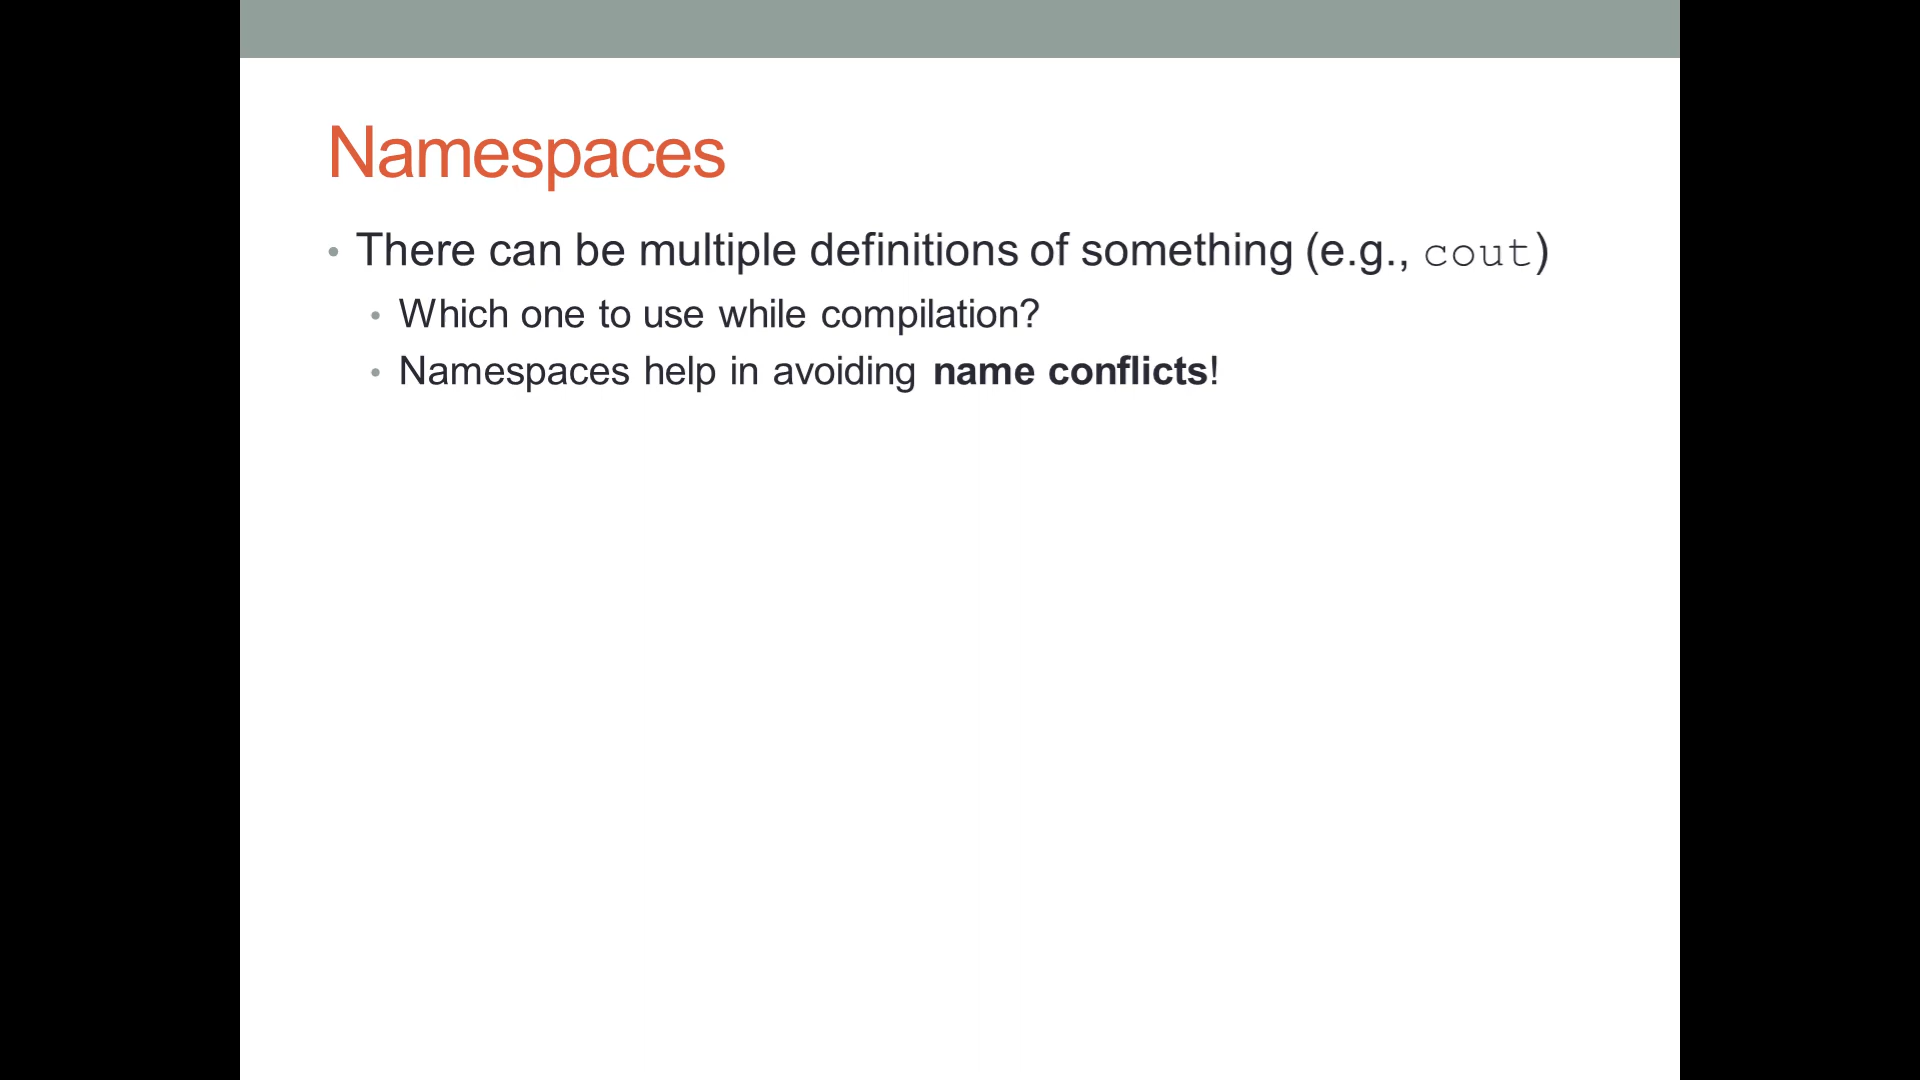 Namespaces
• There can be multiple definitions of something (e.g., cout)
• Which one to use while compilation?
• Namespaces help in avoiding name conflicts!